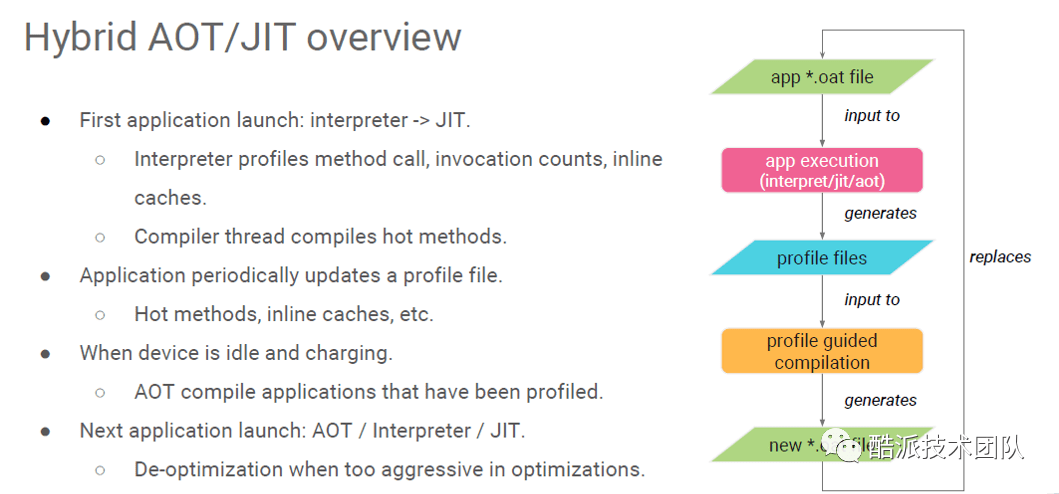 Hybrid AOT/JIT overview
● First application launch: interpreter -> JIT.
○ Interpreter profiles method call, invocation counts, inline
caches.
○ Compiler thread compiles hot methods.
● Application periodically updates a profile file.
○ Hot methods, inline caches, etc.
● When device is idle and charging.
○ AOT compile applications that have been profiled.
● Next application launch: AOT / Interpreter / JIT.
○ De-optimization when too aggressive in optimizations.
app *.oat file
input to
app execution
(interpret/jit/aot)
generates
profile files
replaces
input to
profile guided
compilation
generates
new
酷派技术团队